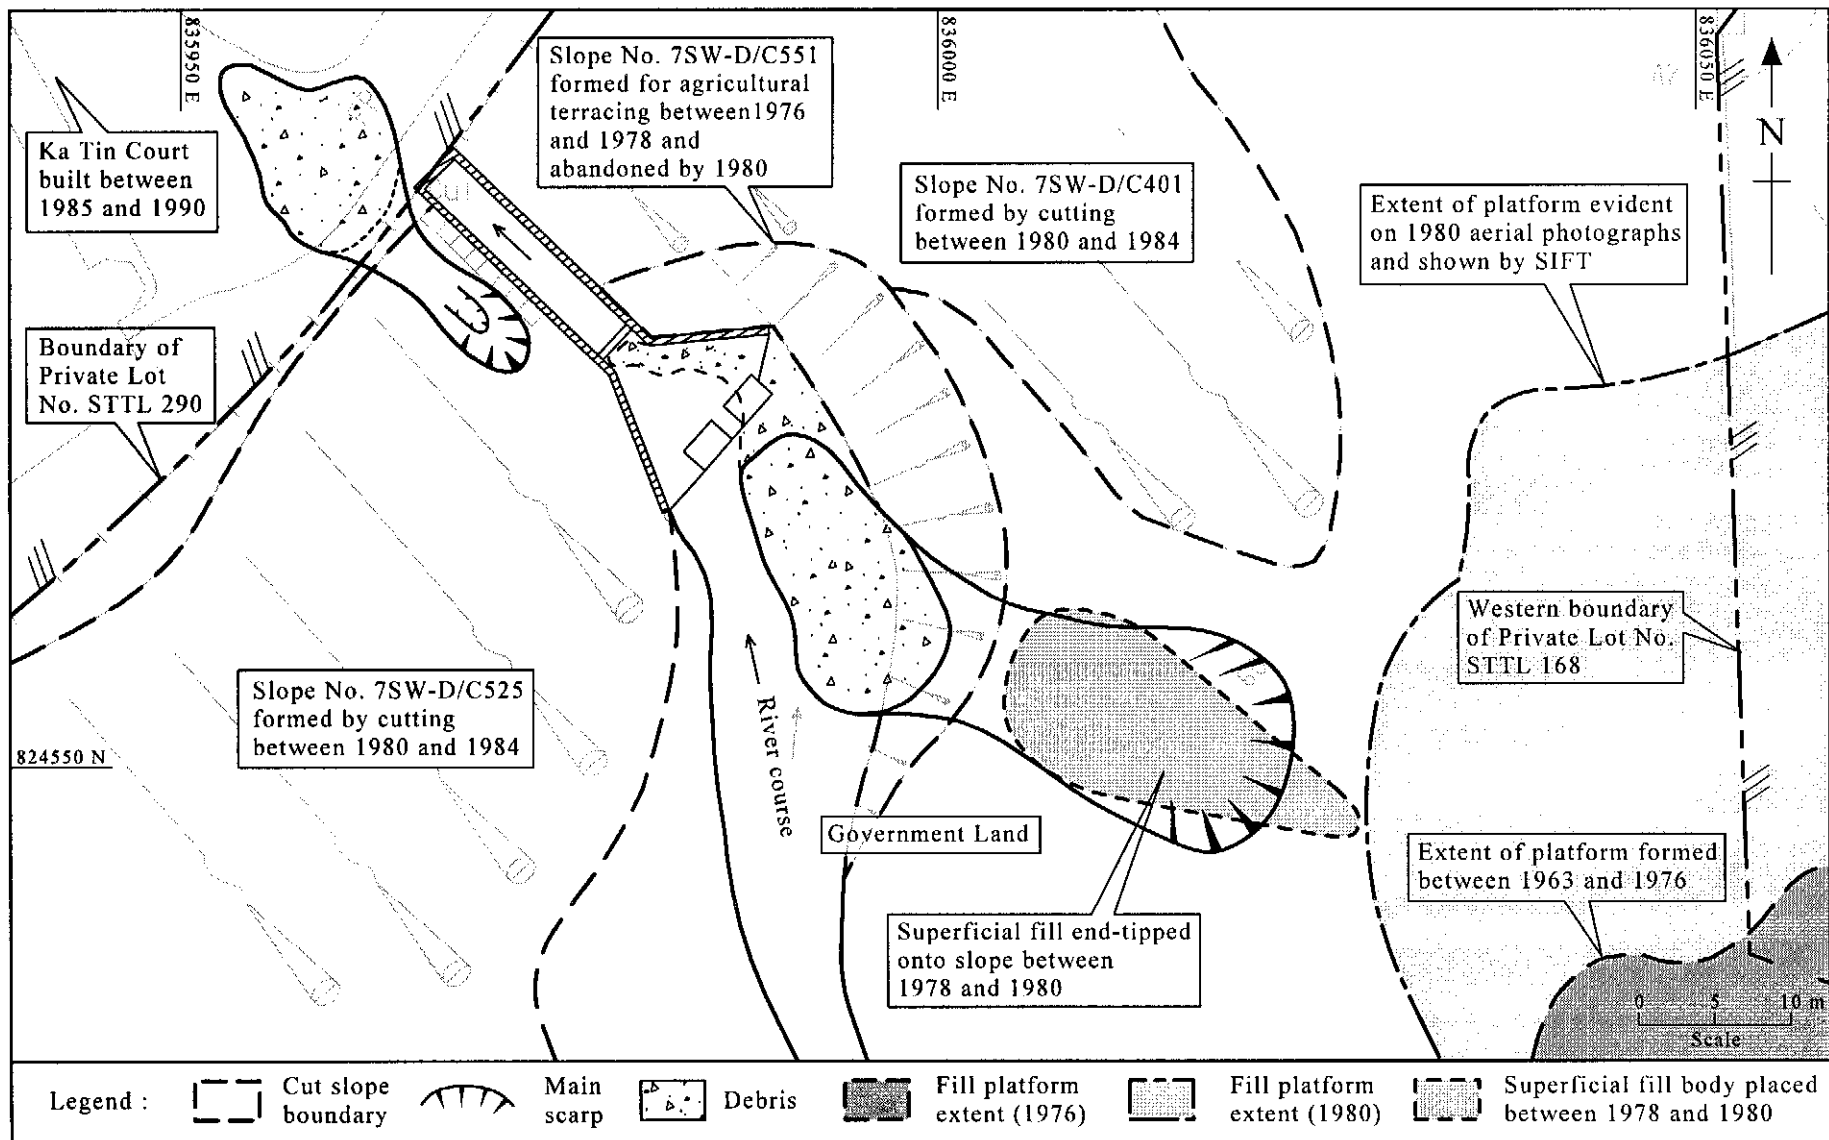 835950 E
836000 E
836050 E
Slope No. 7SW-D/C551
formed for agricultural
terracing between1976
and 1978 and
abandoned by 1980
Ka Tin Court
built between
1985 and 1990
Slope No. 7SW-D/C401
formed by cutting
between 1980 and 1984
Extent of platform evident
on 1980 aerial photographs
and shown by SIFT
N
Boundary of
Private Lot
No. STTL 290
Western boundary
of Private Lot No.
STTL 168
Slope No. 7SW-D/C525
formed by cutting
between 1980 and 1984
824550 N
River course
Government Land
Extent of platform formed
between 1963 and 1976
Superficial fill end-tipped
onto slope between
1978 and 1980
0 5 10 m
Scale
Legend :
Cut slope
boundary
Main
scarp
Debris
Fill platform
extent (1976)
Fill platform
extent (1980)
Superficial fill body placed
between 1978 and 1980